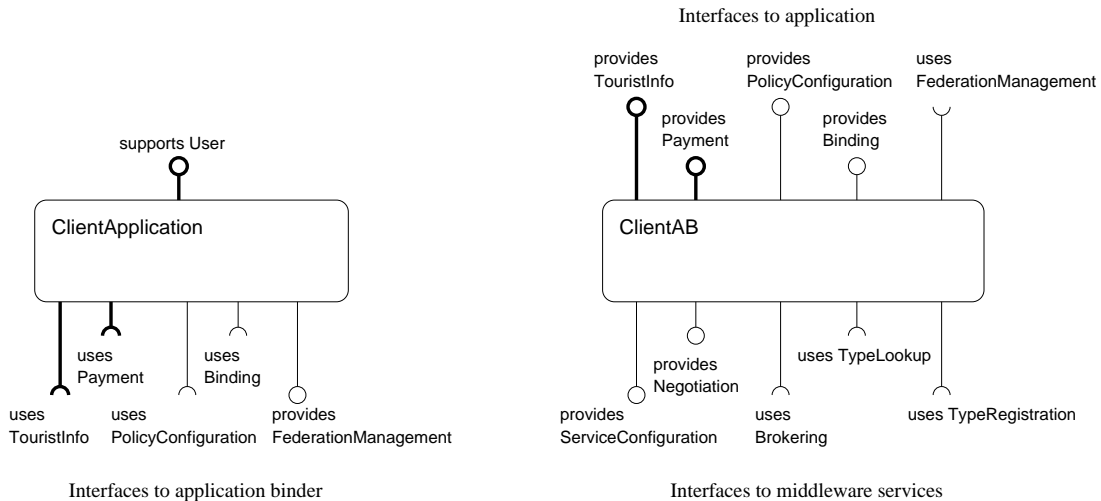 Interfaces to application
provides
TouristInfo
provides
PolicyConfiguration
uses
FederationManagement
provides
Payment
provides
Binding
supports User
ClientApplication
ClientAB
uses
Payment
uses
Binding
uses
TouristInfo
uses
PolicyConfiguration
provides
FederationManagement
provides
Negotiation
uses TypeLookup
provides
ServiceConfiguration
uses
Brokering
uses TypeRegistration
Interfaces to application binder
Interfaces to middleware services